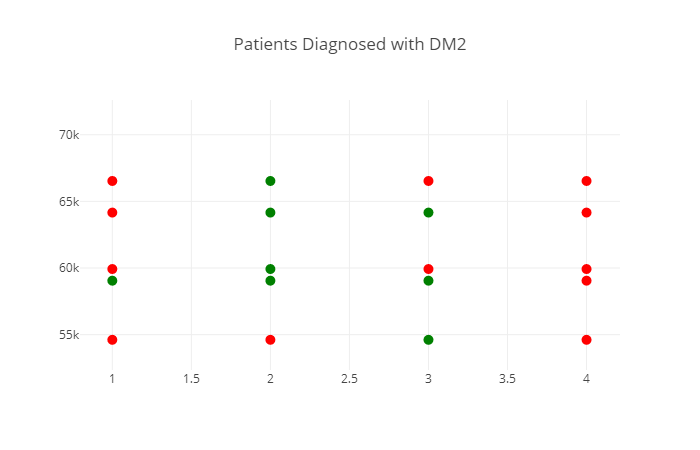 Patients Diagnosed with DM2
70k
65k
60k
55k
1 1.5 2 2.5 3 3.5 4